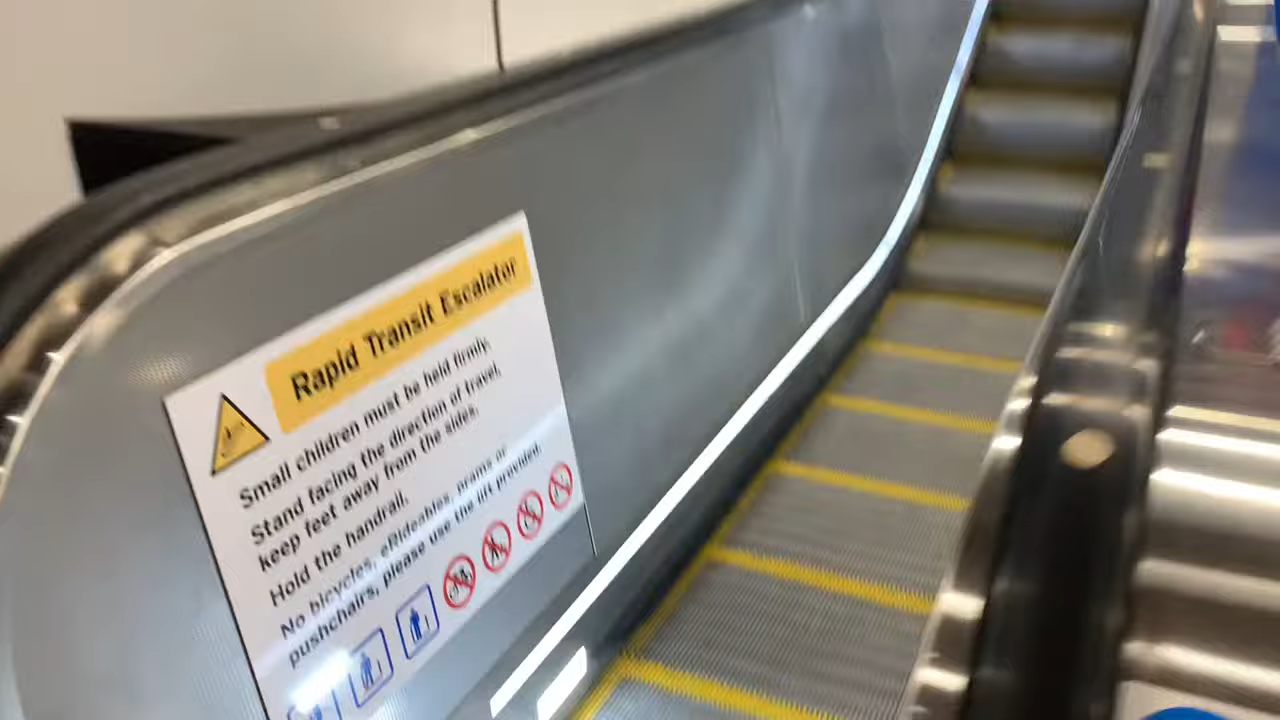 Rapid Transit Escalator
Small children must be held firmly.
Stand facing the direction of travel,
keep feet away from the sides.
Hold the handrail.
No bicycles, eRideables, prams or
pushchairs, please use the lift provided.